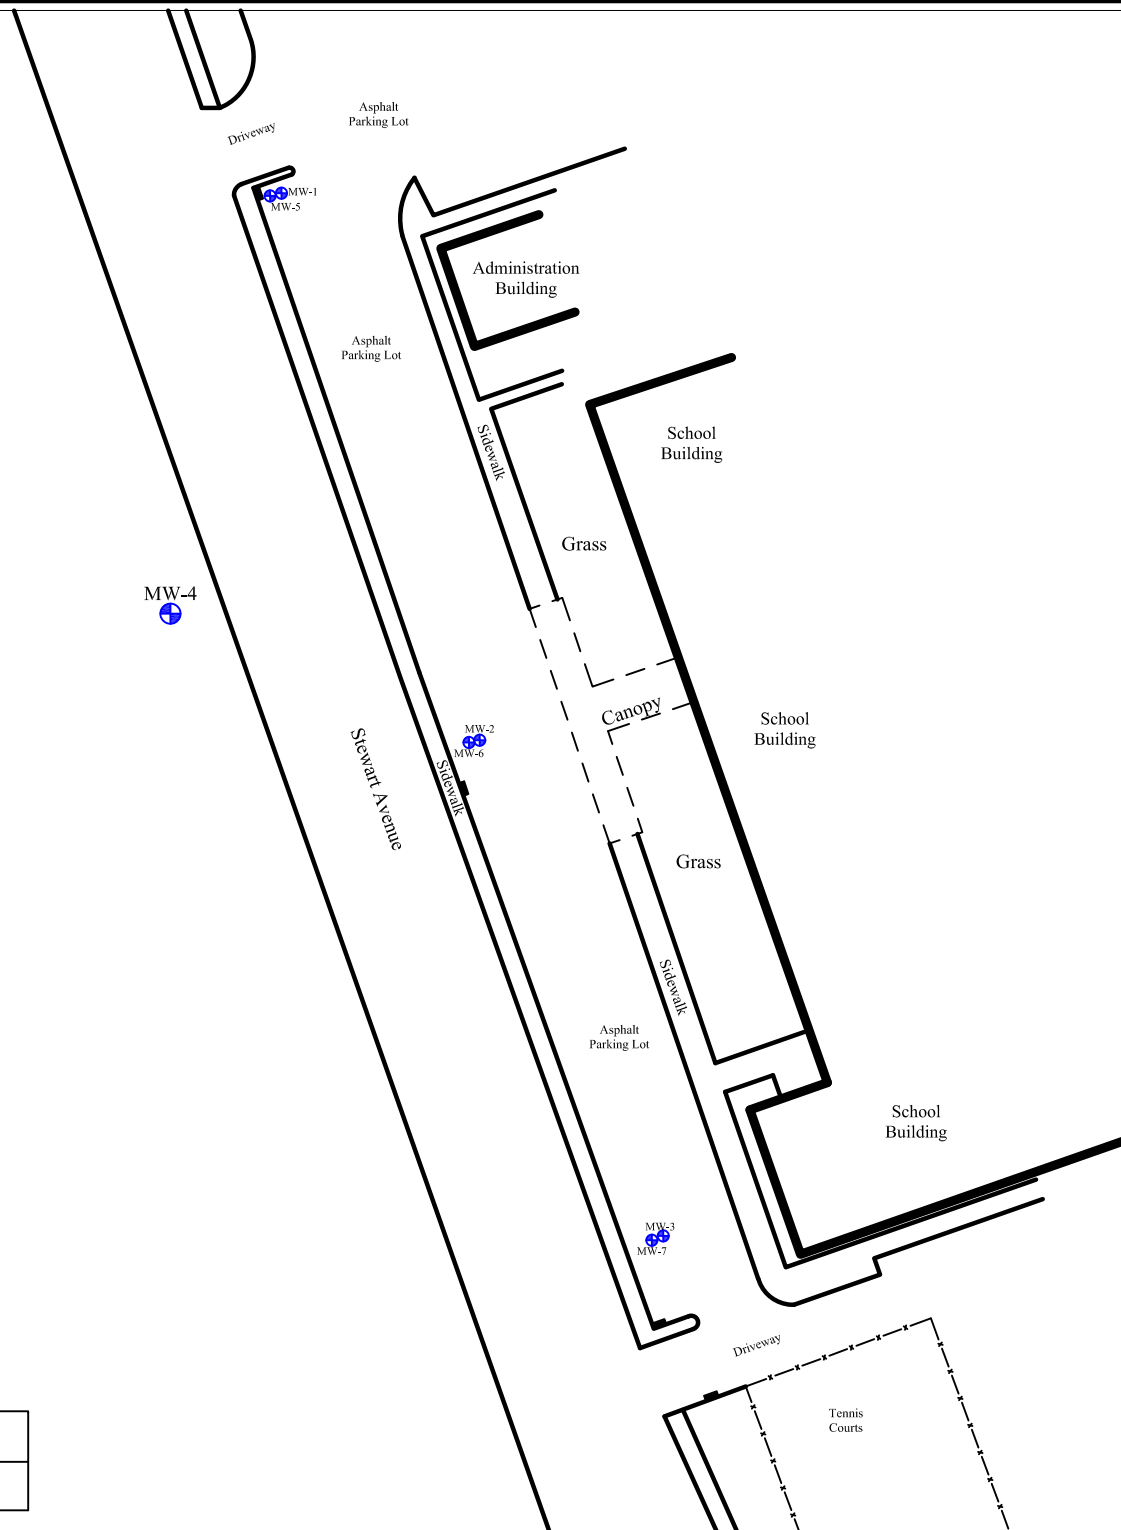 Asphalt
Parking Lot
Driveway
MW-1
MW-5
Administration
Building
Asphalt
Parking Lot
Sidewalk
School
Building
Grass
MW-4
Canopy
School
Building
MW-2
MW-6
Stewart Avenue
Sidewalk
Grass
Sidewalk
Asphalt
Parking Lot
School
Building
MW-3
MW-7
Driveway
Tennis
Courts